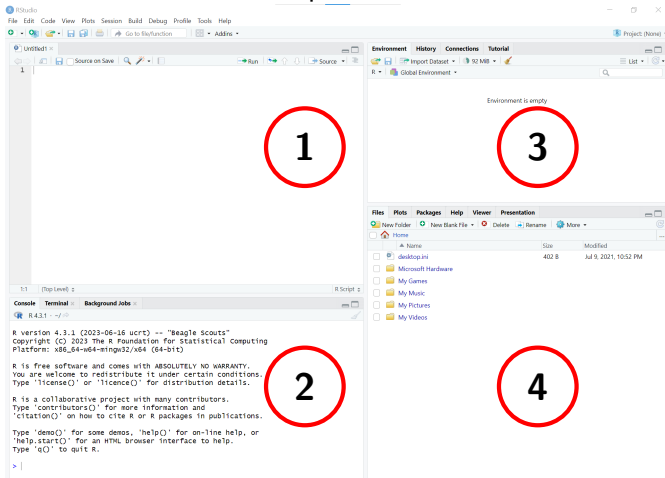 RStudio
File Edit Code View Plots Session Build Debug Profile Tools Help
Go to file/function Addins Project: (None)
Untitled1
Source on Save Run Source
1
1
1:1 (Top Level) R Script
Console Terminal Background Jobs
R 4.3.1 · ~/
R version 4.3.1 (2023-06-16 ucrt) -- "Beagle Scouts"
Copyright (C) 2023 The R Foundation for Statistical Computing
Platform: x86_64-w64-mingw32/x64 (64-bit)
R is free software and comes with ABSOLUTELY NO WARRANTY.
You are welcome to redistribute it under certain conditions.
Type 'license()' or 'licence()' for distribution details.
2
R is a collaborative project with many contributors.
Type 'contributors()' for more information and
'citation()' on how to cite R or R packages in publications.
Type 'demo()' for some demos, 'help()' for on-line help, or
'help.start()' for an HTML browser interface to help.
Type 'q()' to quit R.
>
Environment History Connections Tutorial
Import Dataset 92 MiB List
R Global Environment
Environment is empty
3
Files Plots Packages Help Viewer Presentation
New Folder New Blank File Delete Rename More
Home ...
Name Size Modified
desktop.ini 402 B Jul 9, 2021, 10:52 PM
Microsoft Hardware
My Games
My Music
My Pictures
My Videos
4